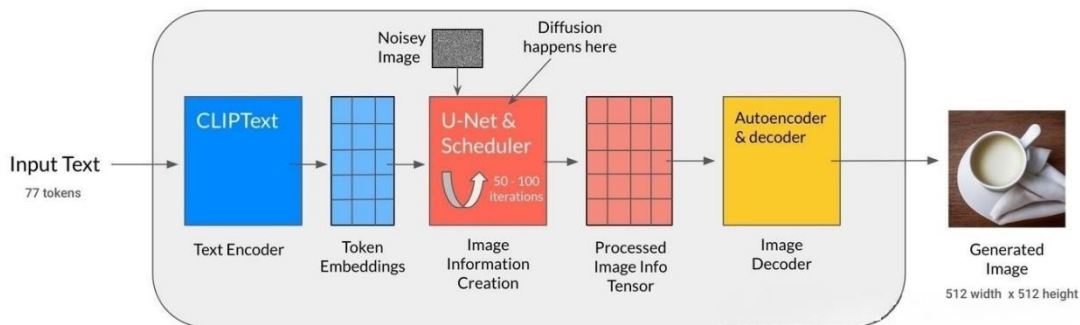 Noisey
Image
Diffusion
happens here
Input Text
77 tokens
CLIPText
Text Encoder
Token
Embeddings
U-Net &
Scheduler
50 - 100
iterations
Image
Information
Creation
Processed
Image Info
Tensor
Autoencoder
& decoder
Image
Decoder
Generated
Image
512 width x 512 height